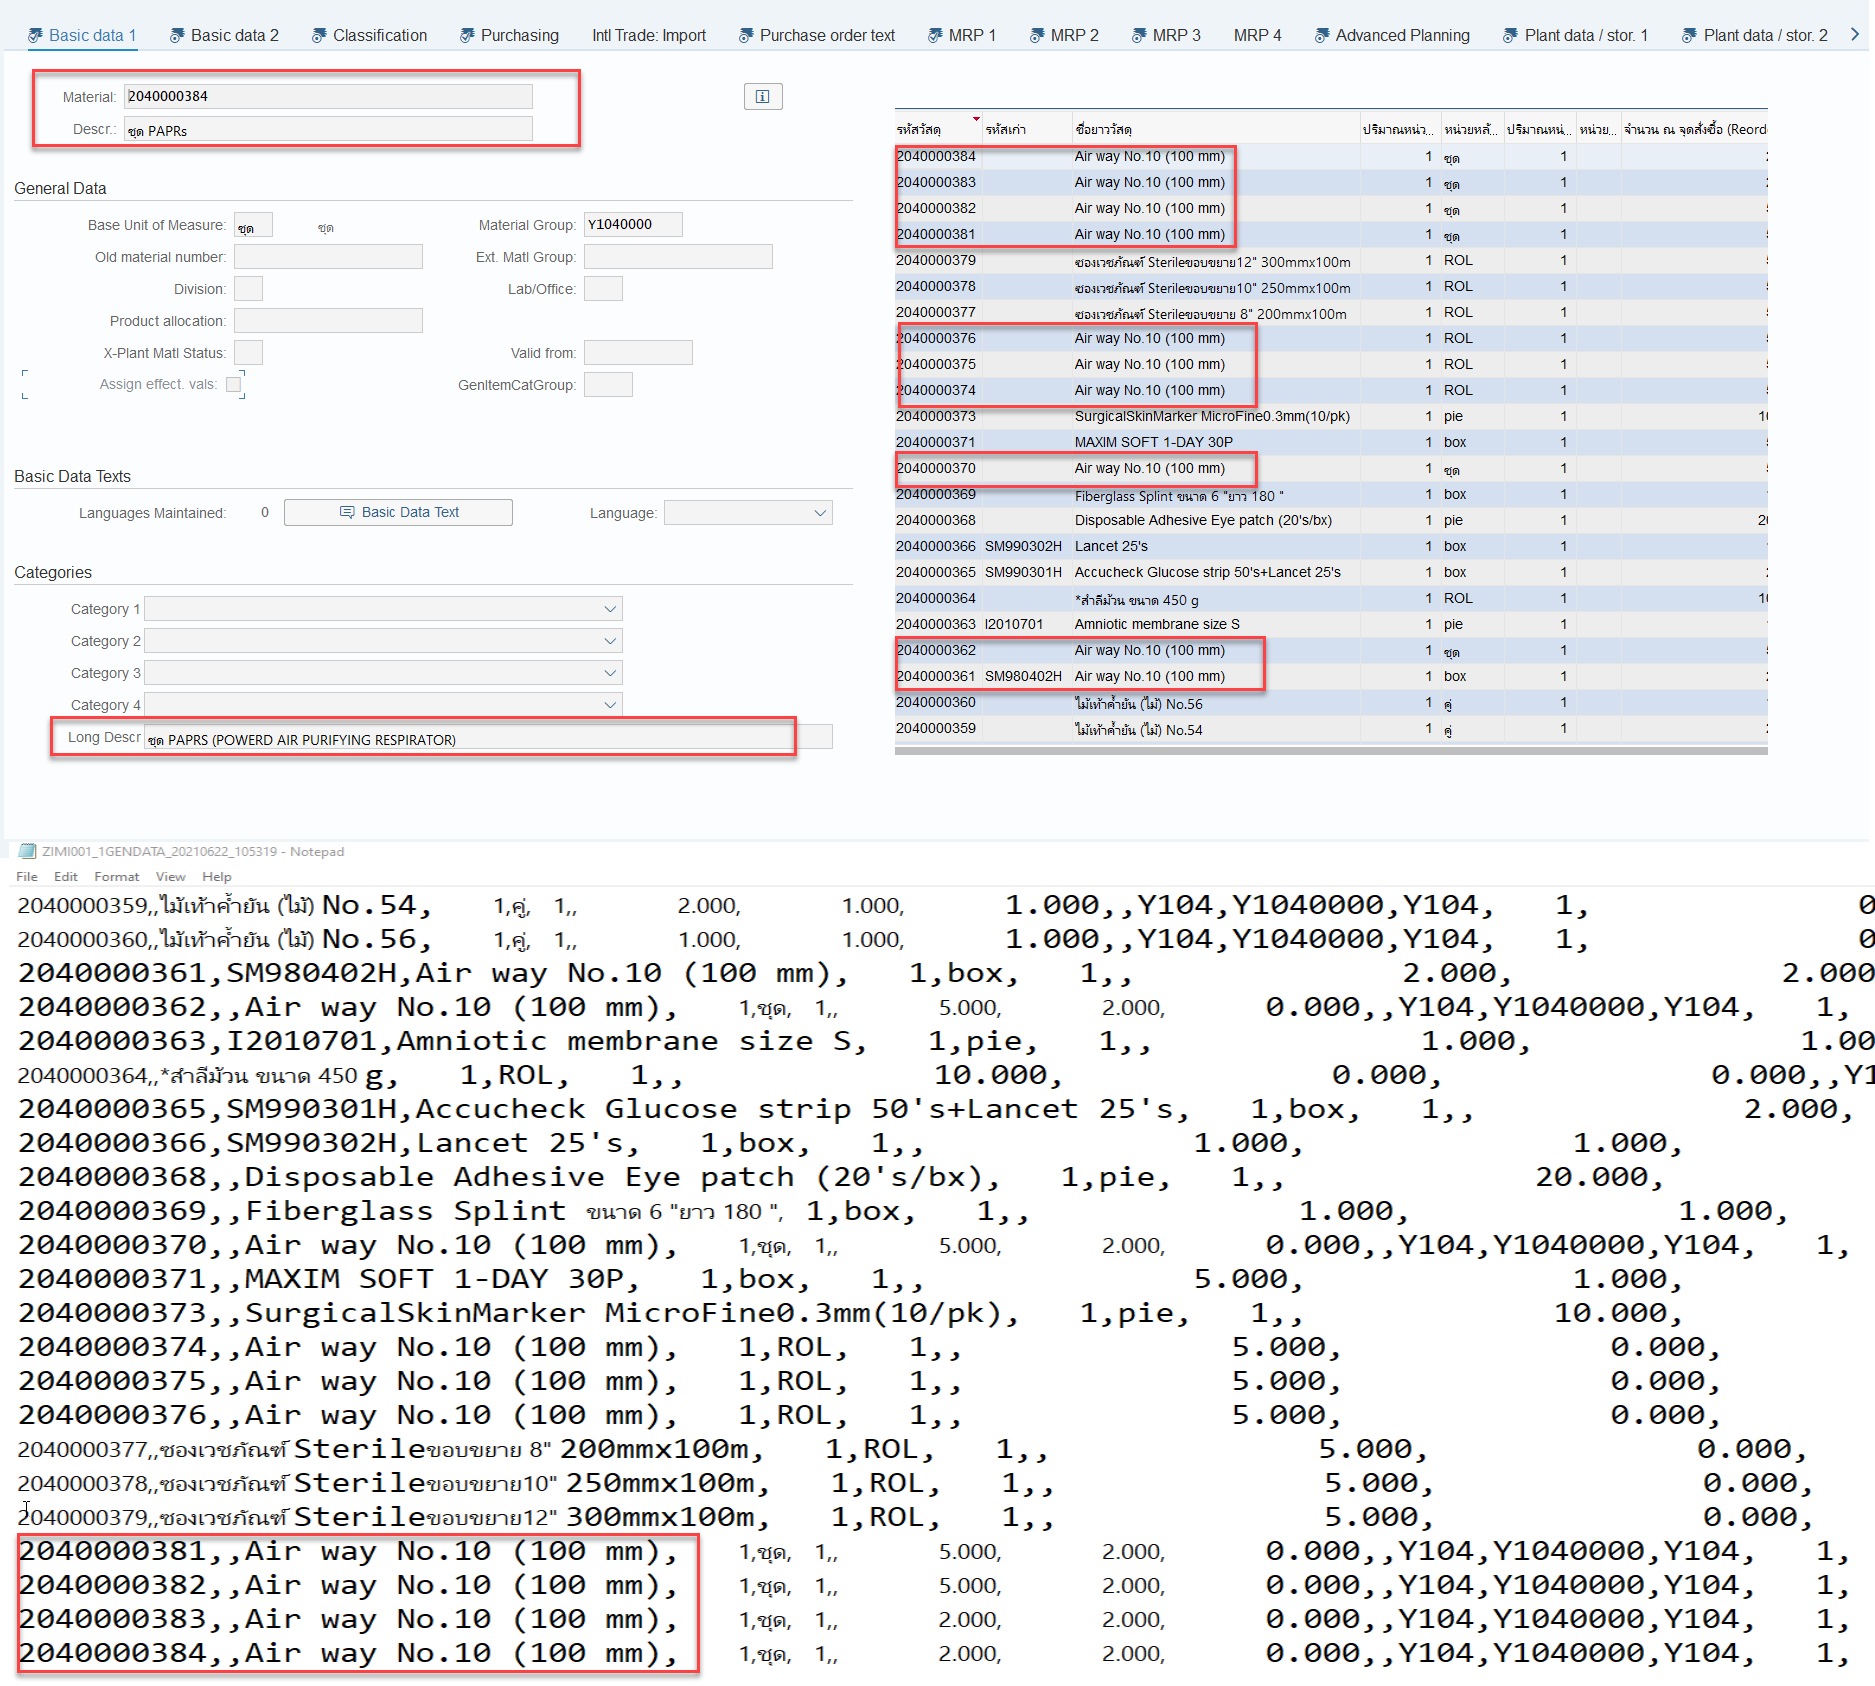 Basic data 1 Basic data 2 Classification Purchasing Intl Trade: Import Purchase order text MRP 1 MRP 2 MRP 3 MRP 4 Advanced Planning Plant data / stor. 1 Plant data / stor. 2
Material: 2040000384
Descr.: ชุด PAPRs
General Data
Base Unit of Measure: ชุด ชุด Material Group: Y1040000
Old material number: Ext. Matl Group:
Division: Lab/Office:
Product allocation:
X-Plant Matl Status: Valid from:
Assign effect. vals: GenItemCatGroup:
Basic Data Texts
Languages Maintained: 0 Basic Data Text Language:
Categories
Category 1
Category 2
Category 3
Category 4
Long Descr ชุด PAPRS (POWERD AIR PURIFYING RESPIRATOR)
รหัสวัสดุ รหัสเก่า ชื่อยาววัสดุ ปริมาณหน่ว... หน่วยหลั... ปริมาณหน่... หน่วย... จำนวน ณ จุดสั่งซื้อ (Reord
2040000384 Air way No.10 (100 mm) 1 ชุด 1
2040000383 Air way No.10 (100 mm) 1 ชุด 1
2040000382 Air way No.10 (100 mm) 1 ชุด 1
2040000381 Air way No.10 (100 mm) 1 ชุด 1
2040000379 ซองเวชภัณฑ์ Sterileขอบขยาย12" 300mmx100m 1 ROL 1
2040000378 ซองเวชภัณฑ์ Sterileขอบขยาย10" 250mmx100m 1 ROL 1
2040000377 ซองเวชภัณฑ์ Sterileขอบขยาย 8" 200mmx100m 1 ROL 1
2040000376 Air way No.10 (100 mm) 1 ROL 1
2040000375 Air way No.10 (100 mm) 1 ROL 1
2040000374 Air way No.10 (100 mm) 1 ROL 1
2040000373 SurgicalSkinMarker MicroFine0.3mm(10/pk) 1 pie 1 1
2040000371 MAXIM SOFT 1-DAY 30P 1 box 1
2040000370 Air way No.10 (100 mm) 1 ชุด 1
2040000369 Fiberglass Splint ขนาด 6 "ยาว 180 " 1 box 1
2040000368 Disposable Adhesive Eye patch (20's/bx) 1 pie 1 2
2040000366 SM990302H Lancet 25's 1 box 1
2040000365 SM990301H Accucheck Glucose strip 50's+Lancet 25's 1 box 1
2040000364 *สำลีม้วน ขนาด 450 g 1 ROL 1 1
2040000363 I2010701 Amniotic membrane size S 1 pie 1
2040000362 Air way No.10 (100 mm) 1 ชุด 1
2040000361 SM980402H Air way No.10 (100 mm) 1 box 1
2040000360 ไม้เท้าค้ำยัน (ไม้) No.56 1 คู่ 1
2040000359 ไม้เท้าค้ำยัน (ไม้) No.54 1 คู่ 1
ZIMI001_1GENDATA_20210622_105319 - Notepad
File Edit Format View Help
2040000359,,ไม้เท้าค้ำยัน (ไม้) No.54, 1,คู่, 1,, 2.000, 1.000, 1.000,,Y104,Y1040000,Y104, 1, 0
2040000360,,ไม้เท้าค้ำยัน (ไม้) No.56, 1,คู่, 1,, 1.000, 1.000, 1.000,,Y104,Y1040000,Y104, 1, 0
2040000361,SM980402H,Air way No.10 (100 mm), 1,box, 1,, 2.000, 2.000
2040000362,,Air way No.10 (100 mm), 1,ชุด, 1,, 5.000, 2.000, 0.000,,Y104,Y1040000,Y104, 1,
2040000363,I2010701,Amniotic membrane size S, 1,pie, 1,, 1.000, 1.00
2040000364,,*สำลีม้วน ขนาด 450 g, 1,ROL, 1,, 10.000, 0.000, 0.000,,Y1
2040000365,SM990301H,Accucheck Glucose strip 50's+Lancet 25's, 1,box, 1,, 2.000,
2040000366,SM990302H,Lancet 25's, 1,box, 1,, 1.000, 1.000,
2040000368,,Disposable Adhesive Eye patch (20's/bx), 1,pie, 1,, 20.000,
2040000369,,Fiberglass Splint ขนาด 6 "ยาว 180 ", 1,box, 1,, 1.000, 1.000,
2040000370,,Air way No.10 (100 mm), 1,ชุด, 1,, 5.000, 2.000, 0.000,,Y104,Y1040000,Y104, 1,
2040000371,,MAXIM SOFT 1-DAY 30P, 1,box, 1,, 5.000, 1.000,
2040000373,,SurgicalSkinMarker MicroFine0.3mm(10/pk), 1,pie, 1,, 10.000,
2040000374,,Air way No.10 (100 mm), 1,ROL, 1,, 5.000, 0.000,
2040000375,,Air way No.10 (100 mm), 1,ROL, 1,, 5.000, 0.000,
2040000376,,Air way No.10 (100 mm), 1,ROL, 1,, 5.000, 0.000,
2040000377,,ซองเวชภัณฑ์ Sterileขอบขยาย 8" 200mmx100m, 1,ROL, 1,, 5.000, 0.000,
2040000378,,ซองเวชภัณฑ์ Sterileขอบขยาย10" 250mmx100m, 1,ROL, 1,, 5.000, 0.000,
2040000379,,ซองเวชภัณฑ์ Sterileขอบขยาย12" 300mmx100m, 1,ROL, 1,, 5.000, 0.000,
2040000381,,Air way No.10 (100 mm), 1,ชุด, 1,, 5.000, 2.000, 0.000,,Y104,Y1040000,Y104, 1,
2040000382,,Air way No.10 (100 mm), 1,ชุด, 1,, 5.000, 2.000, 0.000,,Y104,Y1040000,Y104, 1,
2040000383,,Air way No.10 (100 mm), 1,ชุด, 1,, 2.000, 2.000, 0.000,,Y104,Y1040000,Y104, 1,
2040000384,,Air way No.10 (100 mm), 1,ชุด, 1,, 2.000, 2.000, 0.000,,Y104,Y1040000,Y104, 1,